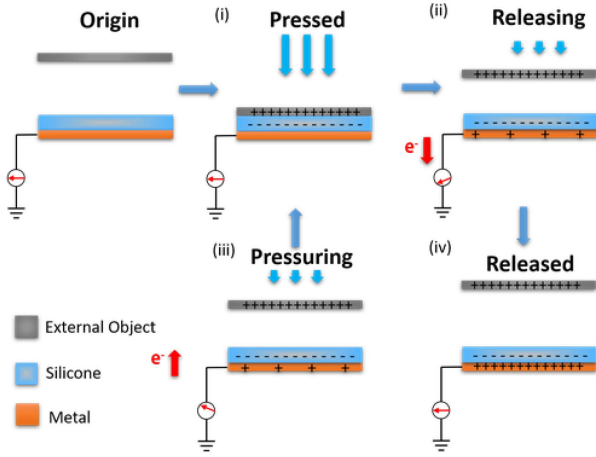 Origin
(i)
Pressed
(ii)
Releasing
+++++++++++++
+++++++++++++
- - - - - - - - - - - - -
- - - - - - - - - - - - -
+ + + +
e-
(iii)
Pressuring
(iv)
Released
+++++++++++++
+++++++++++++
External Object
e-
- - - - - - - - - - - - -
- - - - - - - - - - - - -
+ + + +
+++++++++++++
Silicone
Metal